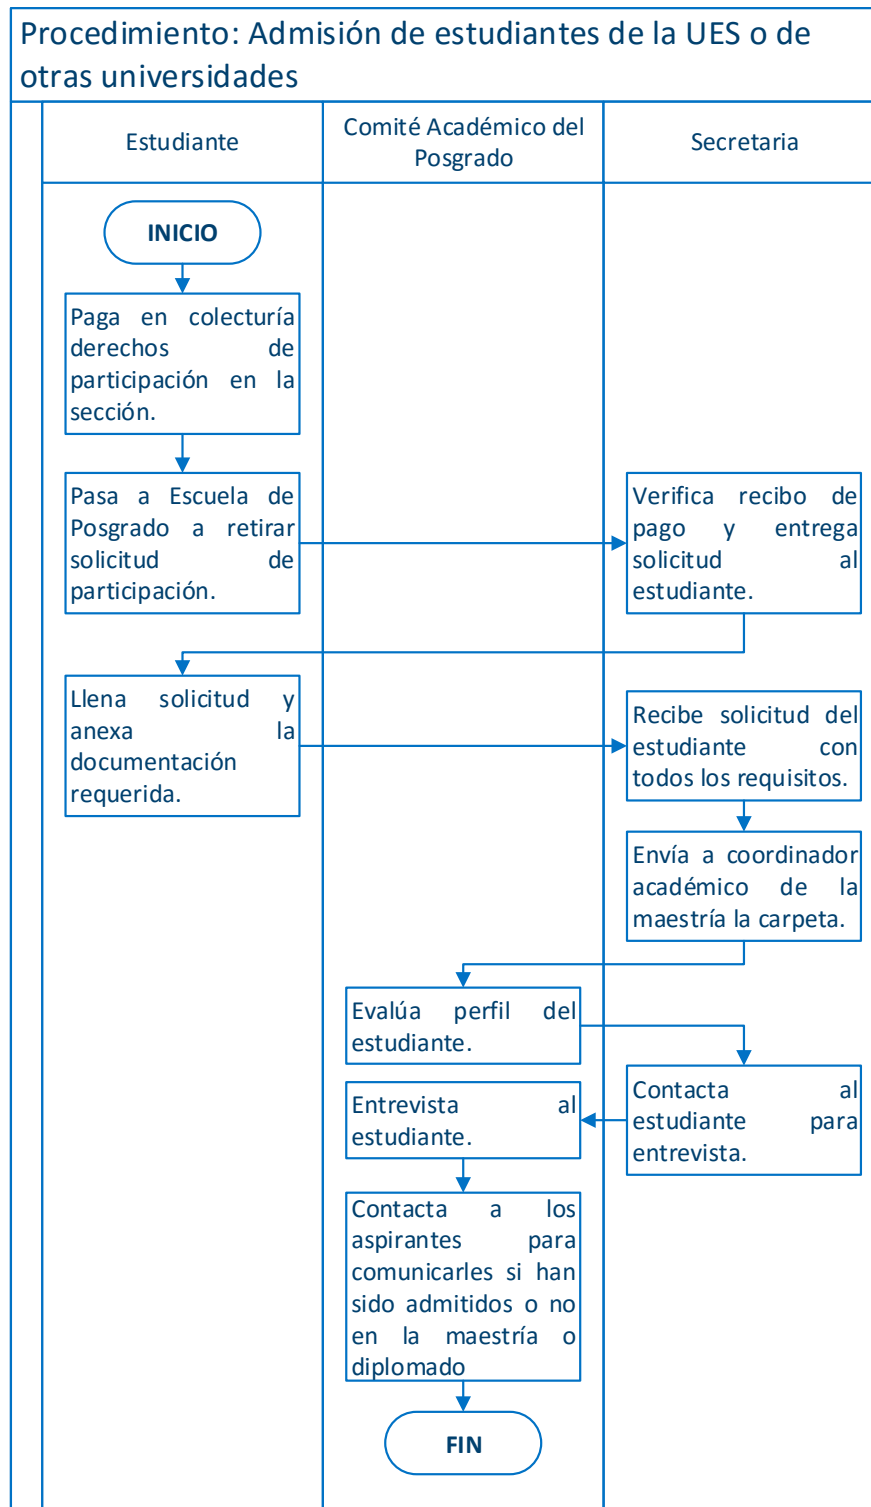 Procedimiento: Admisión de estudiantes de la UES o de
otras universidades
Estudiante
Comité Académico del
Posgrado
Secretaria
INICIO
Paga en colecturía
derechos de
participación en la
sección.
Pasa a Escuela de
Posgrado a retirar
solicitud de
participación.
Verifica recibo de
pago y entrega
solicitud al
estudiante.
Llena solicitud y
anexa la
documentación
requerida.
Recibe solicitud del
estudiante con
todos los requisitos.
Envía a coordinador
académico de la
maestría la carpeta.
Evalúa perfil del
estudiante.
Contacta al
estudiante para
entrevista.
Entrevista al
estudiante.
Contacta a los
aspirantes para
comunicarles si han
sido admitidos o no
en la maestría o
diplomado
FIN